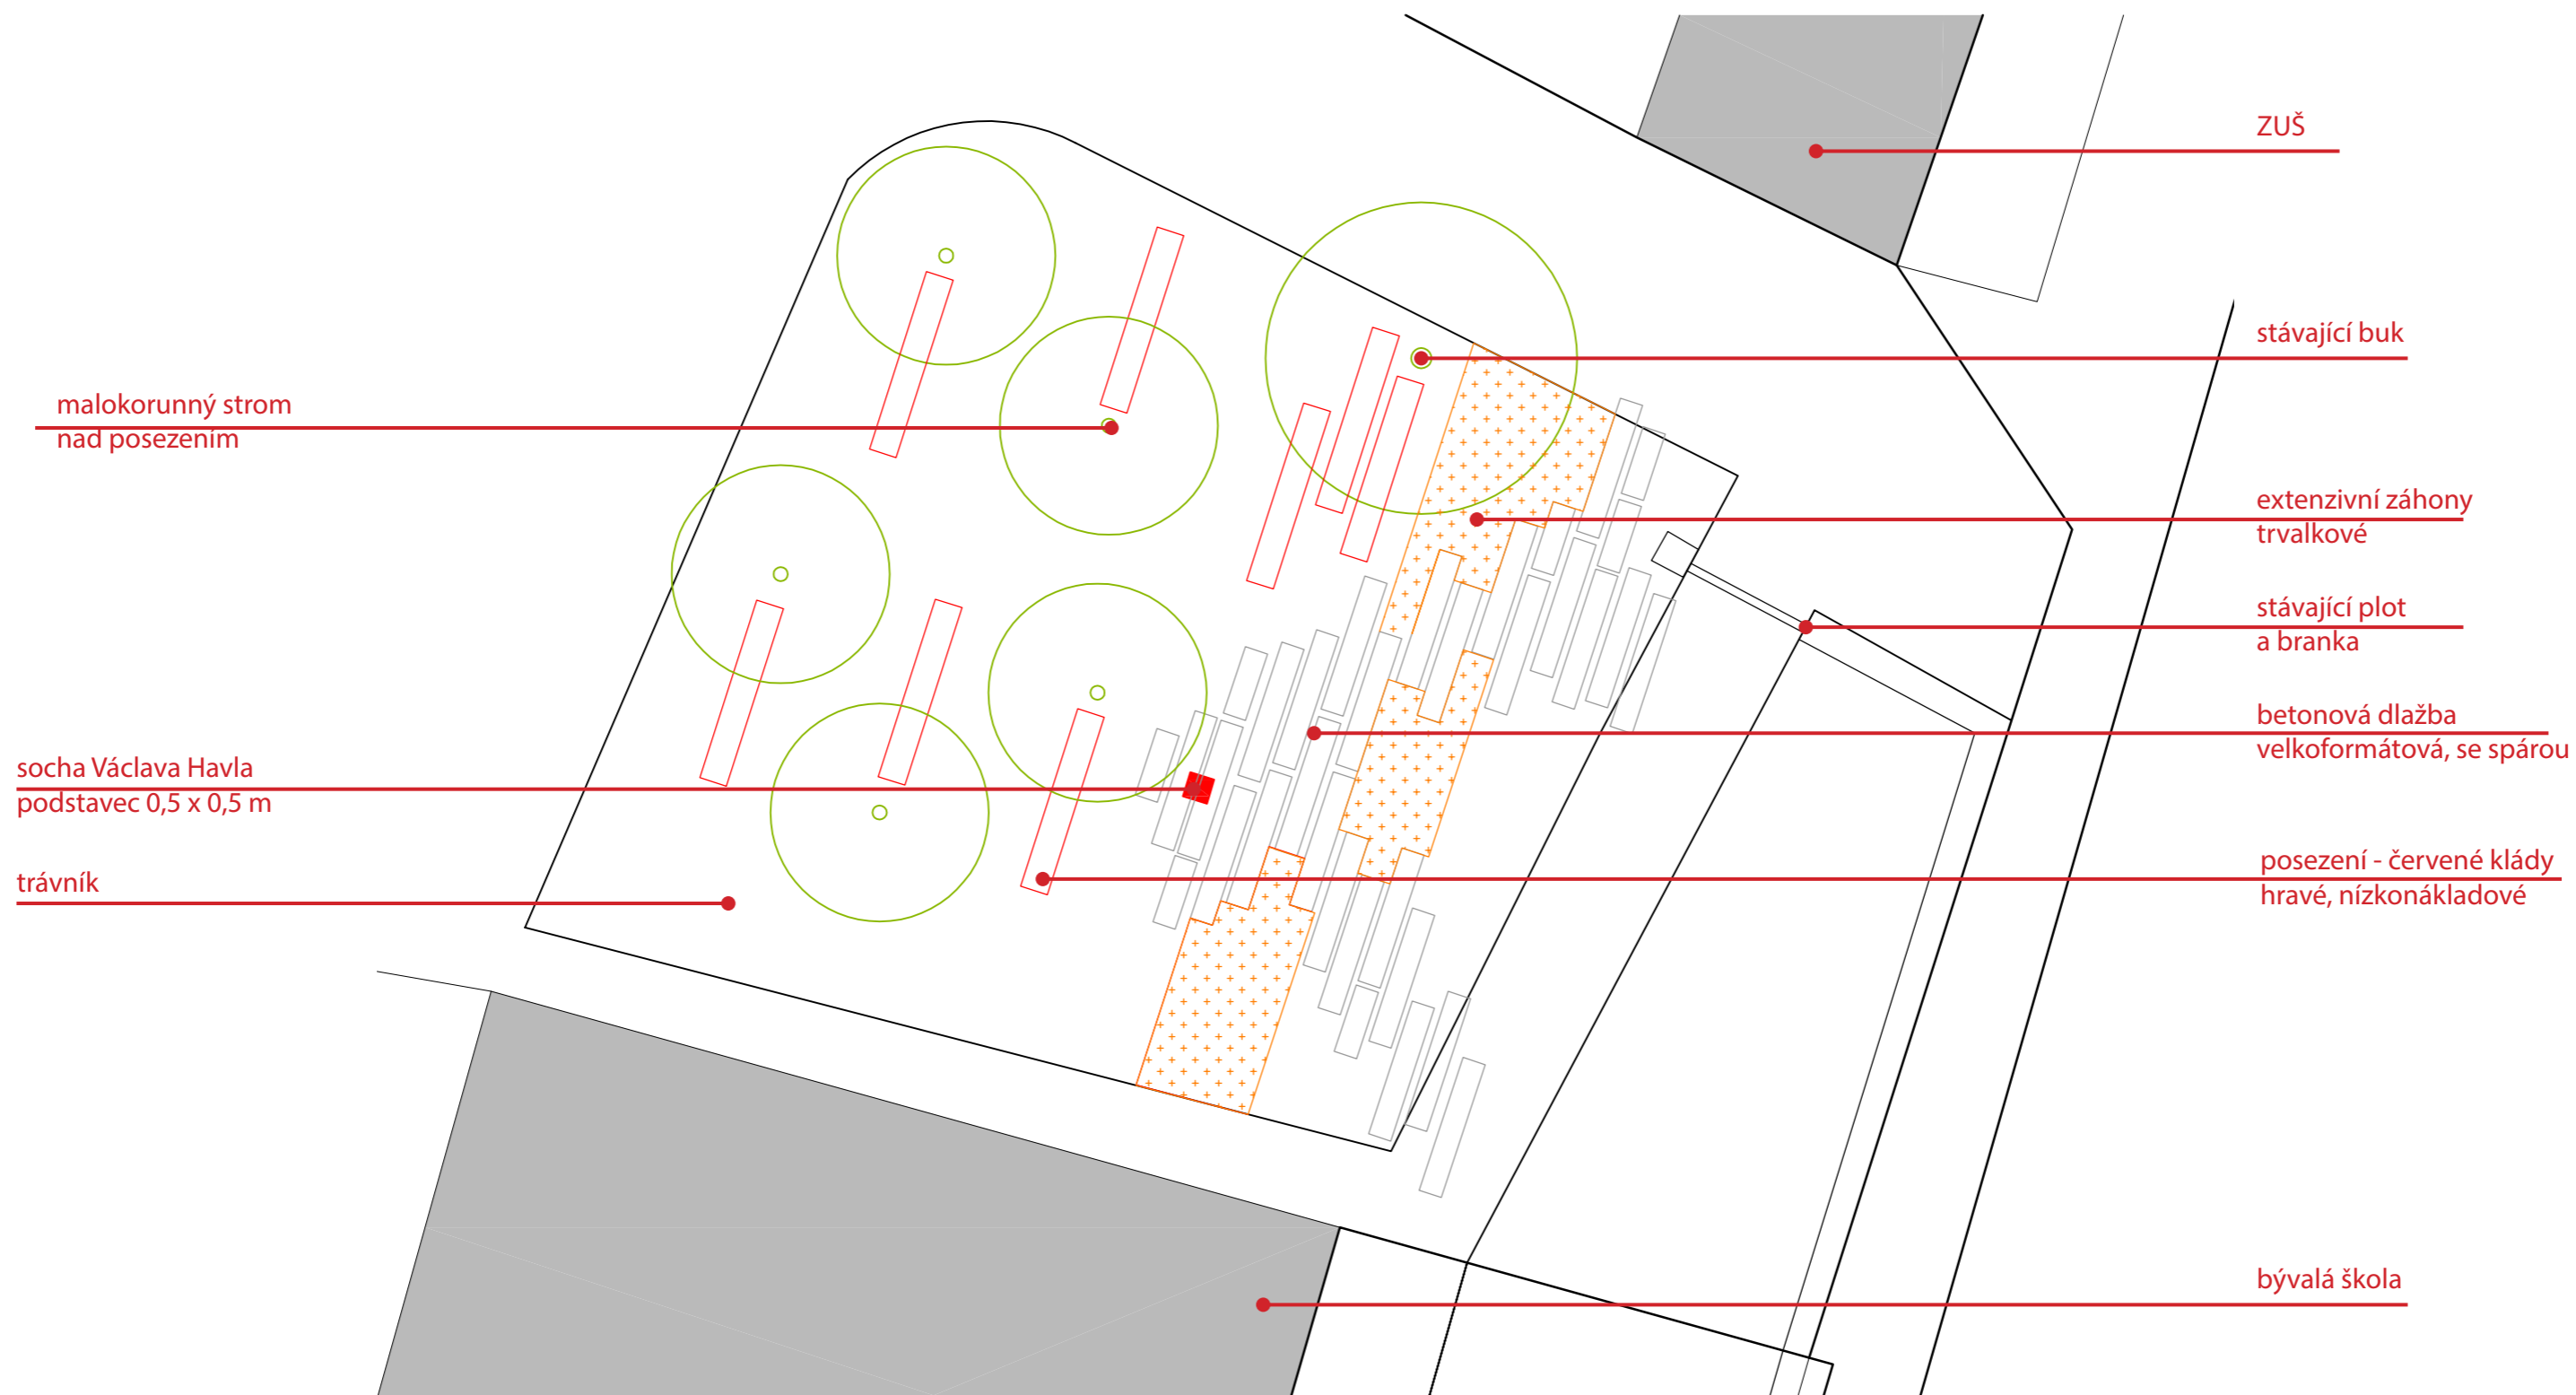 ZUŠ
stávající buk
malokorunný strom
nad posezením
extenzivní záhony
trvalkové
stávající plot
a branka
betonová dlažba
velkoformátová, se spárou
socha Václava Havla
podstavec 0,5 x 0,5 m
posezení - červené klády
hravé, nízkonákladové
trávník
bývalá škola